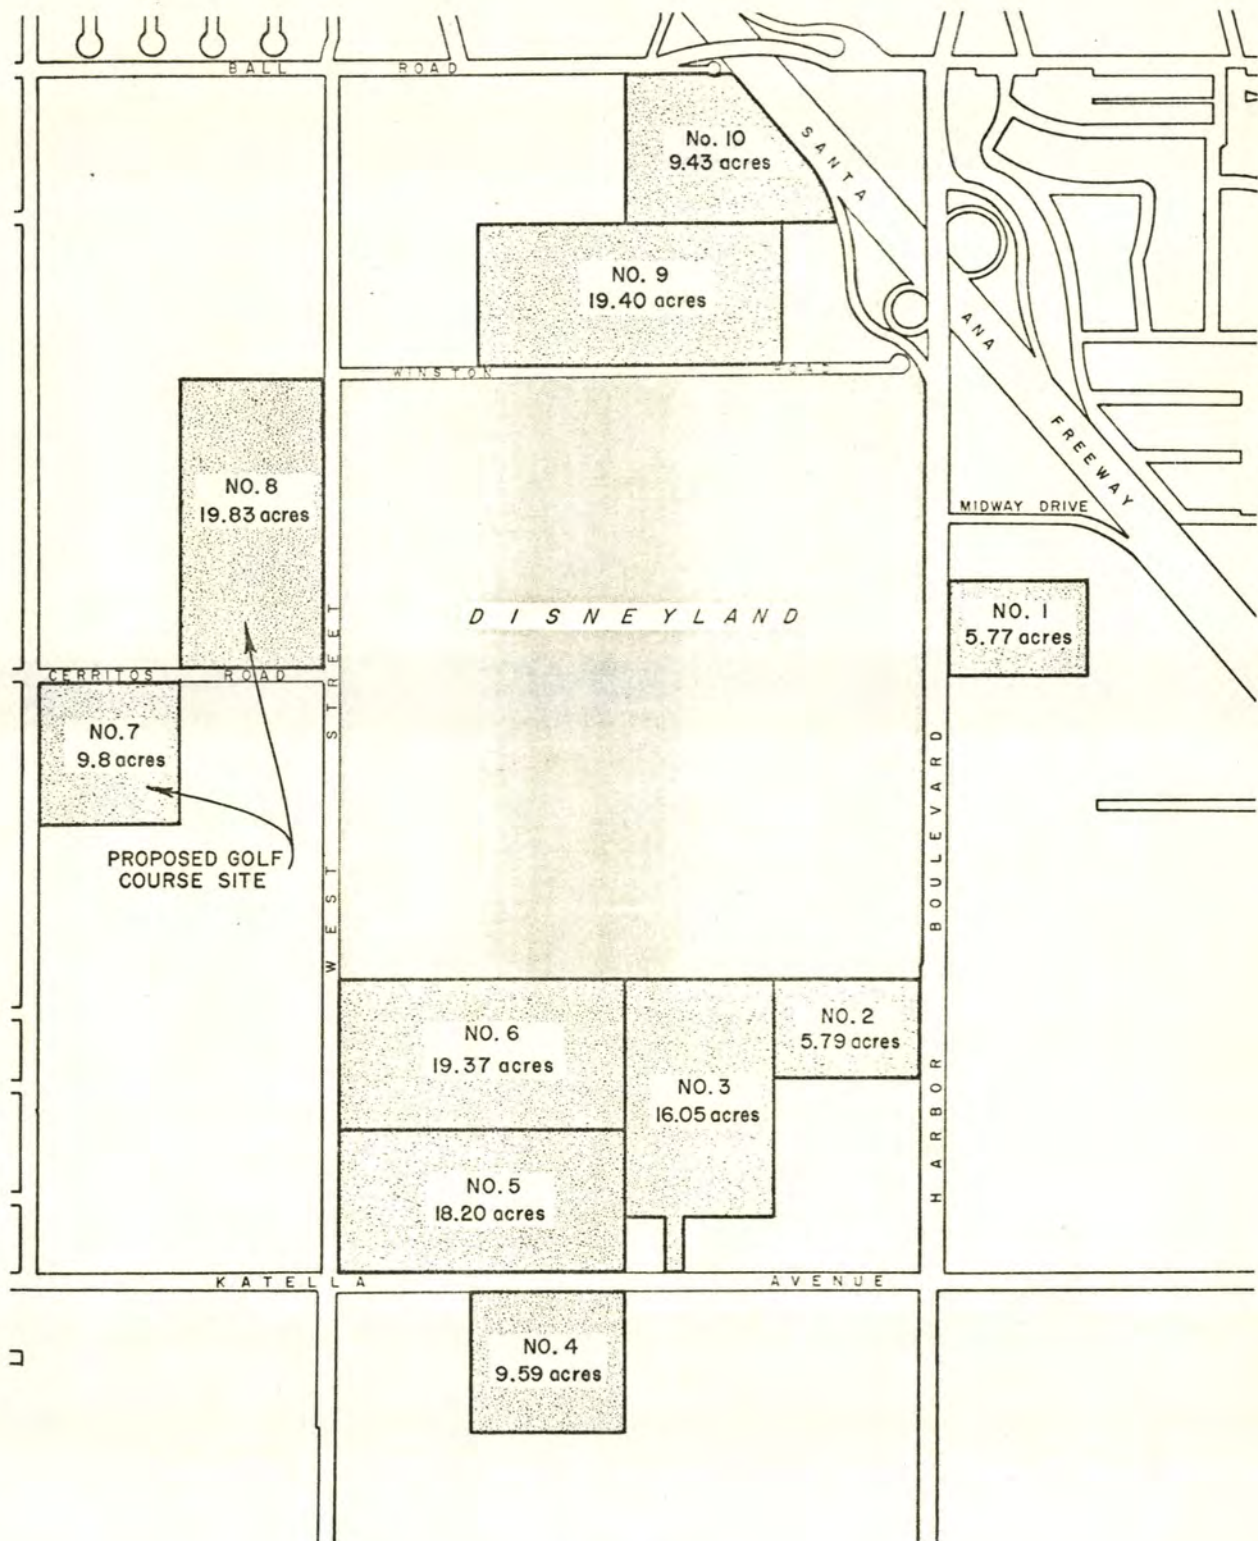 BALL ROAD
No. 10
9.43 acres
SANTA
ANA
FREEWAY
NO. 9
19.40 acres
WINSTON ROAD
NO. 8
19.83 acres
MIDWAY DRIVE
DISNEYLAND
NO. 1
5.77 acres
CERRITOS ROAD
WEST STREET
NO. 7
9.8 acres
HARBOR BOULEVARD
PROPOSED GOLF
COURSE SITE
NO. 6
19.37 acres
NO. 2
5.79 acres
NO. 3
16.05 acres
NO. 5
18.20 acres
KATELLA AVENUE
NO. 4
9.59 acres